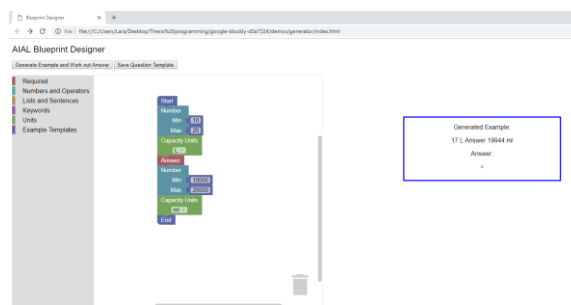 Blueprint Designer
File | file:///C:/Users/Lara/Desktop/Thesis%20programming/google-blockly-d5a7524/demos/generator/index.html
AIAL Blueprint Designer
Generate Example and Work out Answer
Save Question Template
Required
Numbers and Operators
Lists and Sentences
Keywords
Units
Example Templates
Start
Number
Min 10
Max 20
Capacity Units
L
Answer
Number
Min 10000
Max 20000
Capacity Units
ml
End
Generated Example
17 L Answer 19644 ml
Answer:
<